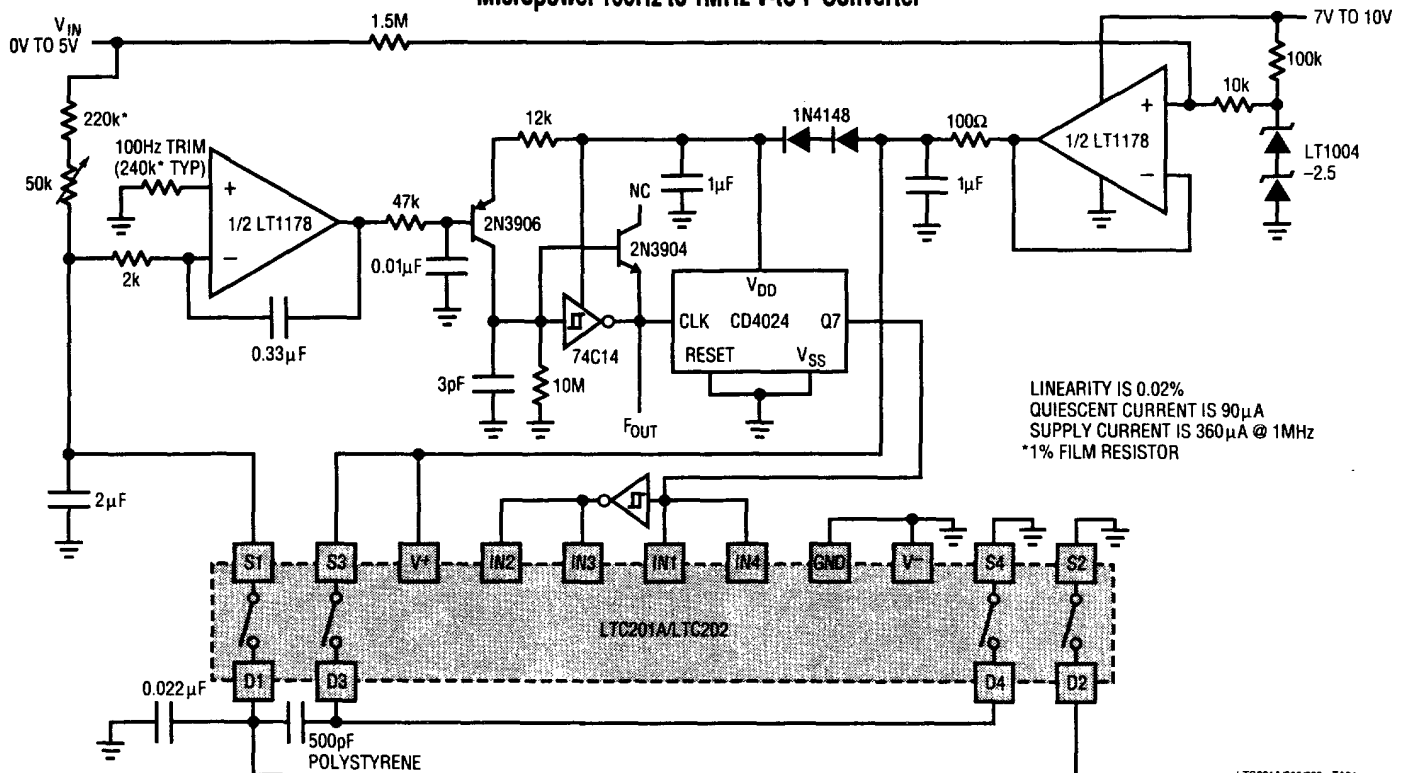 Micropower 100Hz to 1MHz V-to-F Converter
VIN
0V TO 5V
1.5M
7V TO 10V
100k
10k
220k*
12k
1N4148
100Ω
+
1/2 LT1178
−
LT1004
−2.5
100Hz TRIM
(240k* TYP)
50k
+
1/2 LT1178
−
47k
2N3906
NC
1µF
1µF
2N3904
2k
0.01µF
VDD
CLK
CD4024
Q7
RESET
VSS
0.33µF
74C14
3pF
10M
FOUT
LINEARITY IS 0.02%
QUIESCENT CURRENT IS 90µA
SUPPLY CURRENT IS 360µA @ 1MHz
*1% FILM RESISTOR
2µF
S1
S3
V+
IN2
IN3
IN1
IN4
GND
V−
S4
S2
LTC201A/LTC202
D1
D3
D4
D2
0.022µF
500pF
POLYSTYRENE